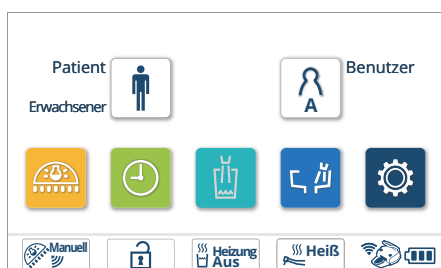 Patient
Benutzer
Erwachsener
A
Manuell
Heizung
Aus
Heiß